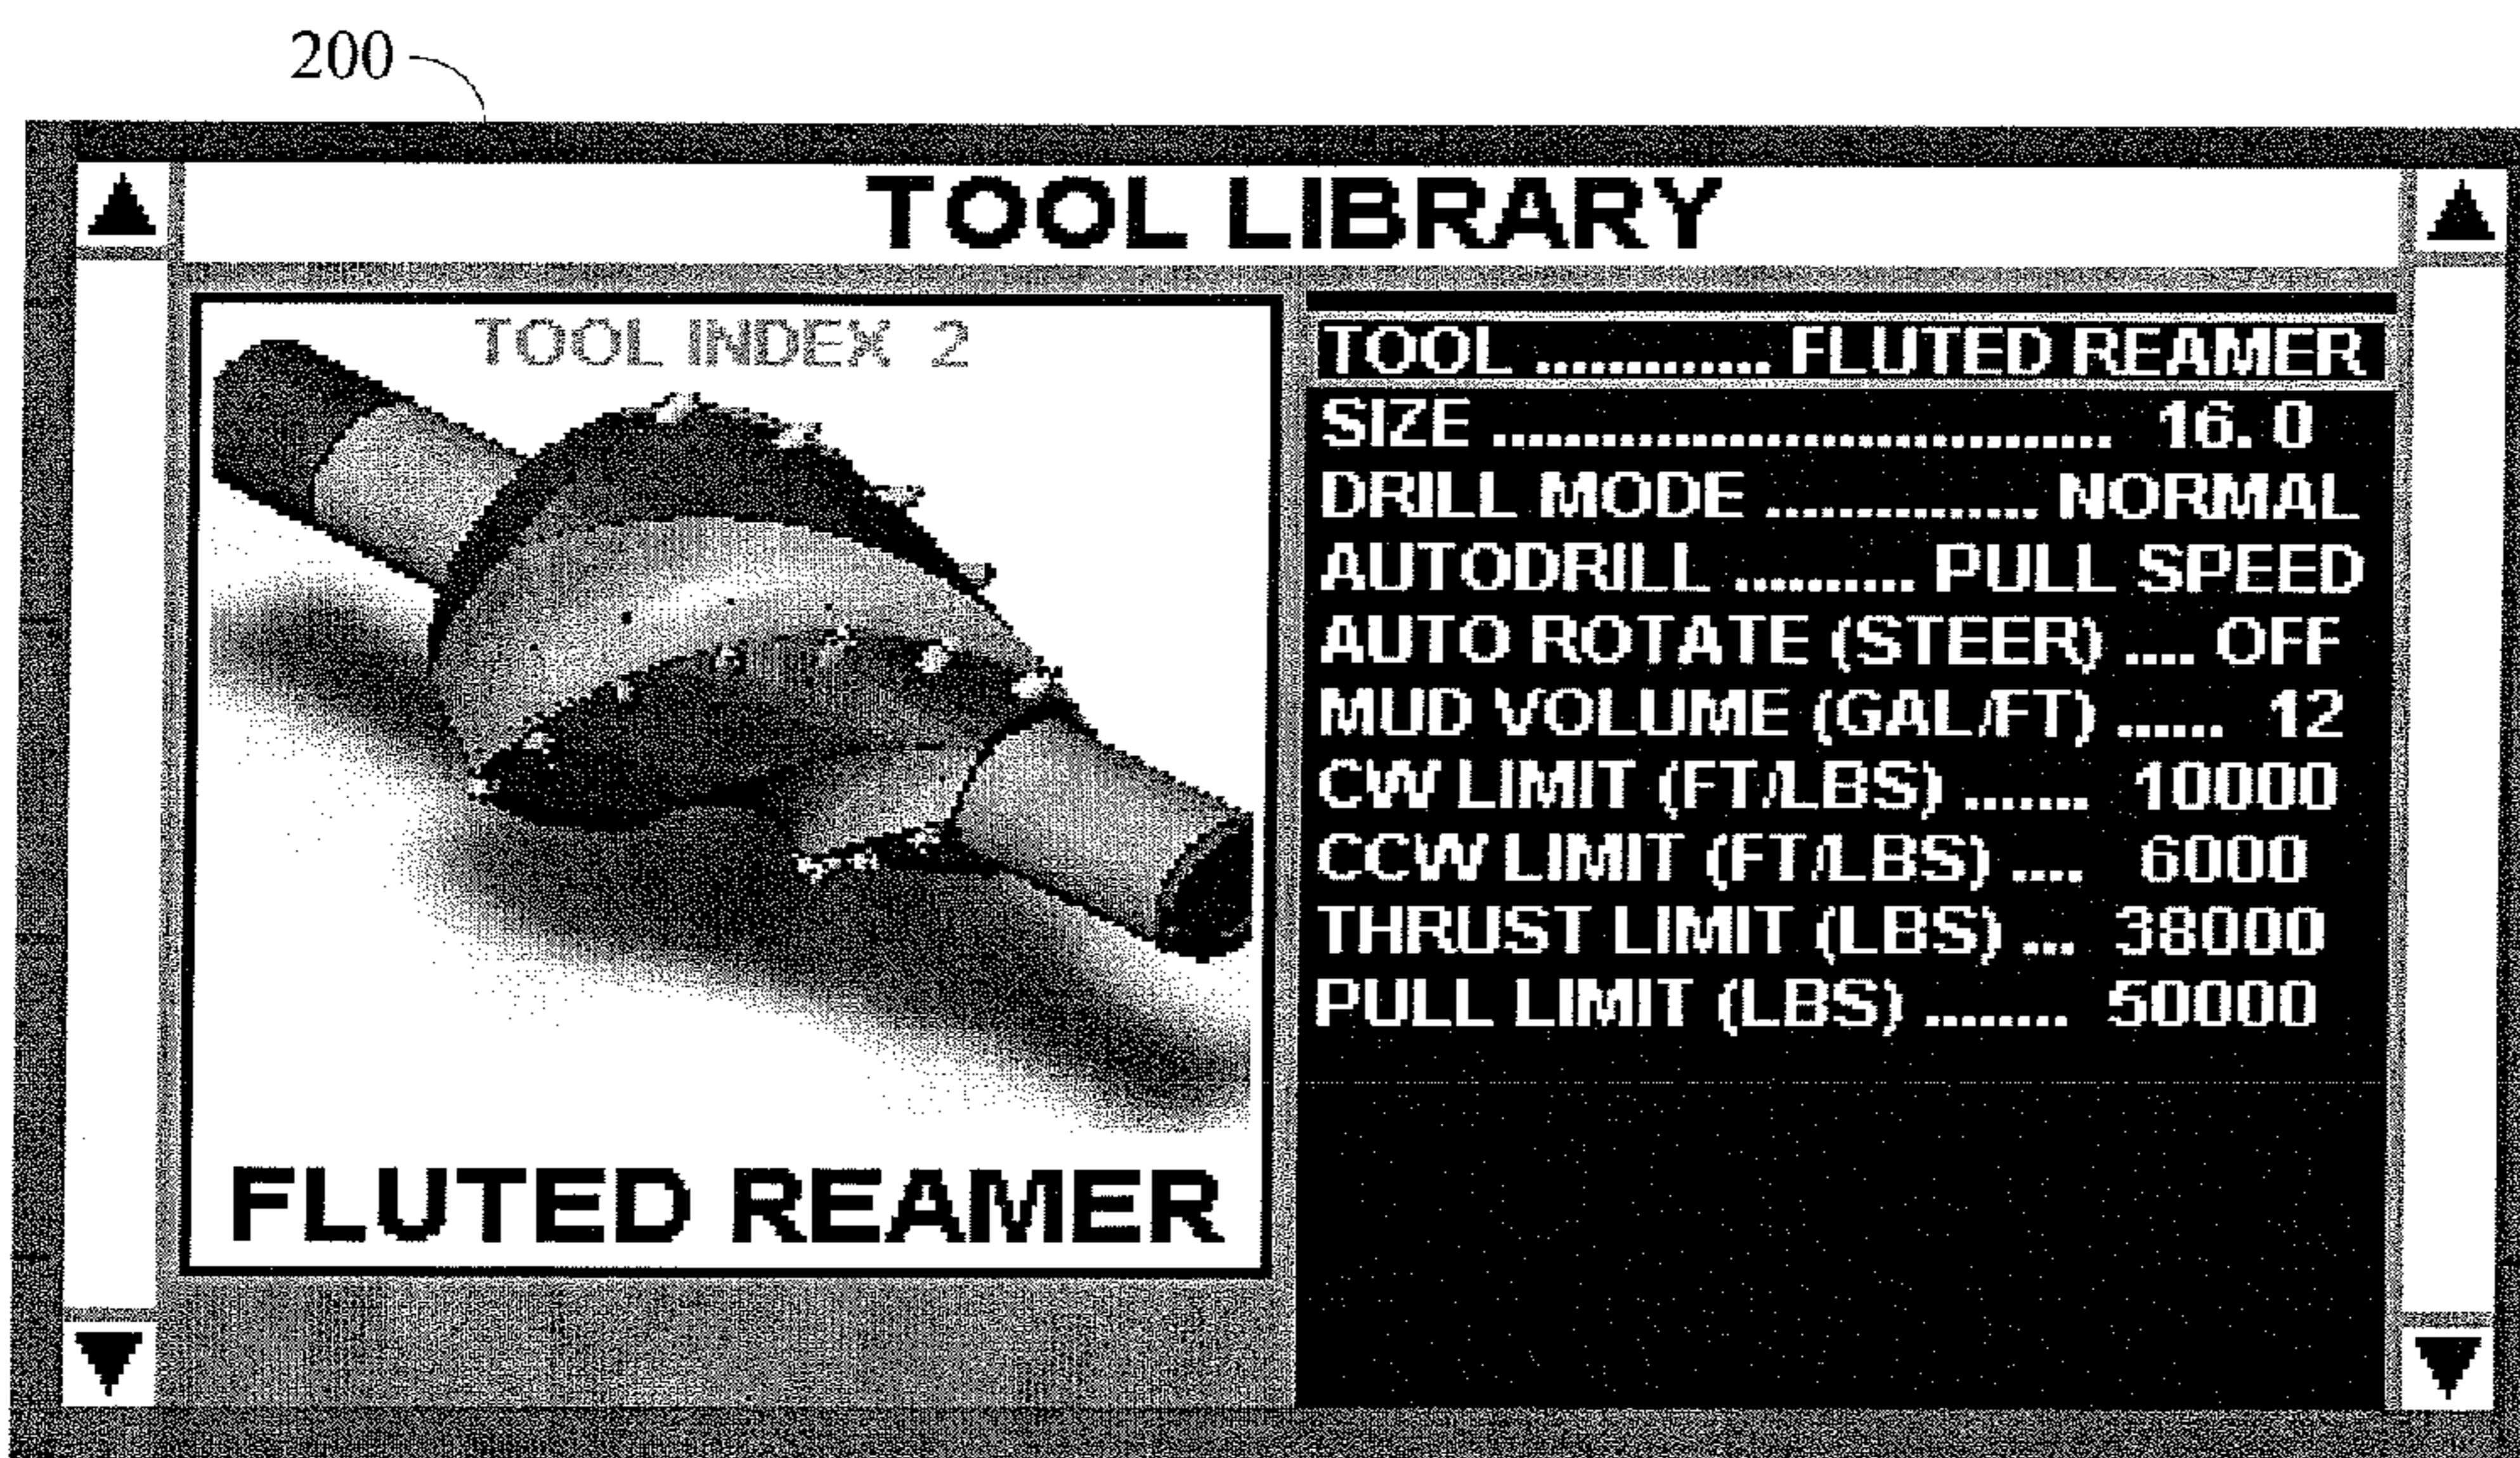 200
TOOL LIBRARY
TOOL INDEX 2
FLUTED REAMER
TOOL ............. FLUTED REAMER
SIZE .................................. 16. 0
DRILL MODE ............... NORMAL
AUTODRILL .......... PULL SPEED
AUTO ROTATE (STEER) .... OFF
MUD VOLUME (GAL/FT) ...... 12
CW LIMIT (FT/LBS) ....... 10000
CCW LIMIT (FT/LBS) .... 6000
THRUST LIMIT (LBS) ... 38000
PULL LIMIT (LBS) ........ 50000